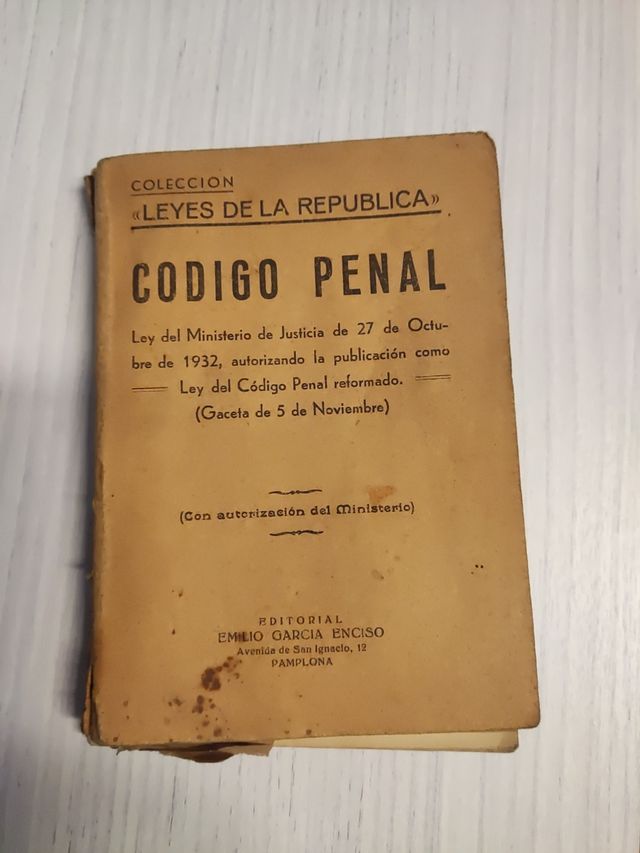 COLECCION
«LEYES DE LA REPUBLICA»
CODIGO PENAL
Ley del Ministerio de Justicia de 27 de Octu-
bre de 1932, autorizando la publicación como
Ley del Código Penal reformado.
(Gaceta de 5 de Noviembre)
(Con autorización del Ministerio)
EDITORIAL
EMILIO GARCIA ENCISO
Avenida de San Ignacio, 12
PAMPLONA